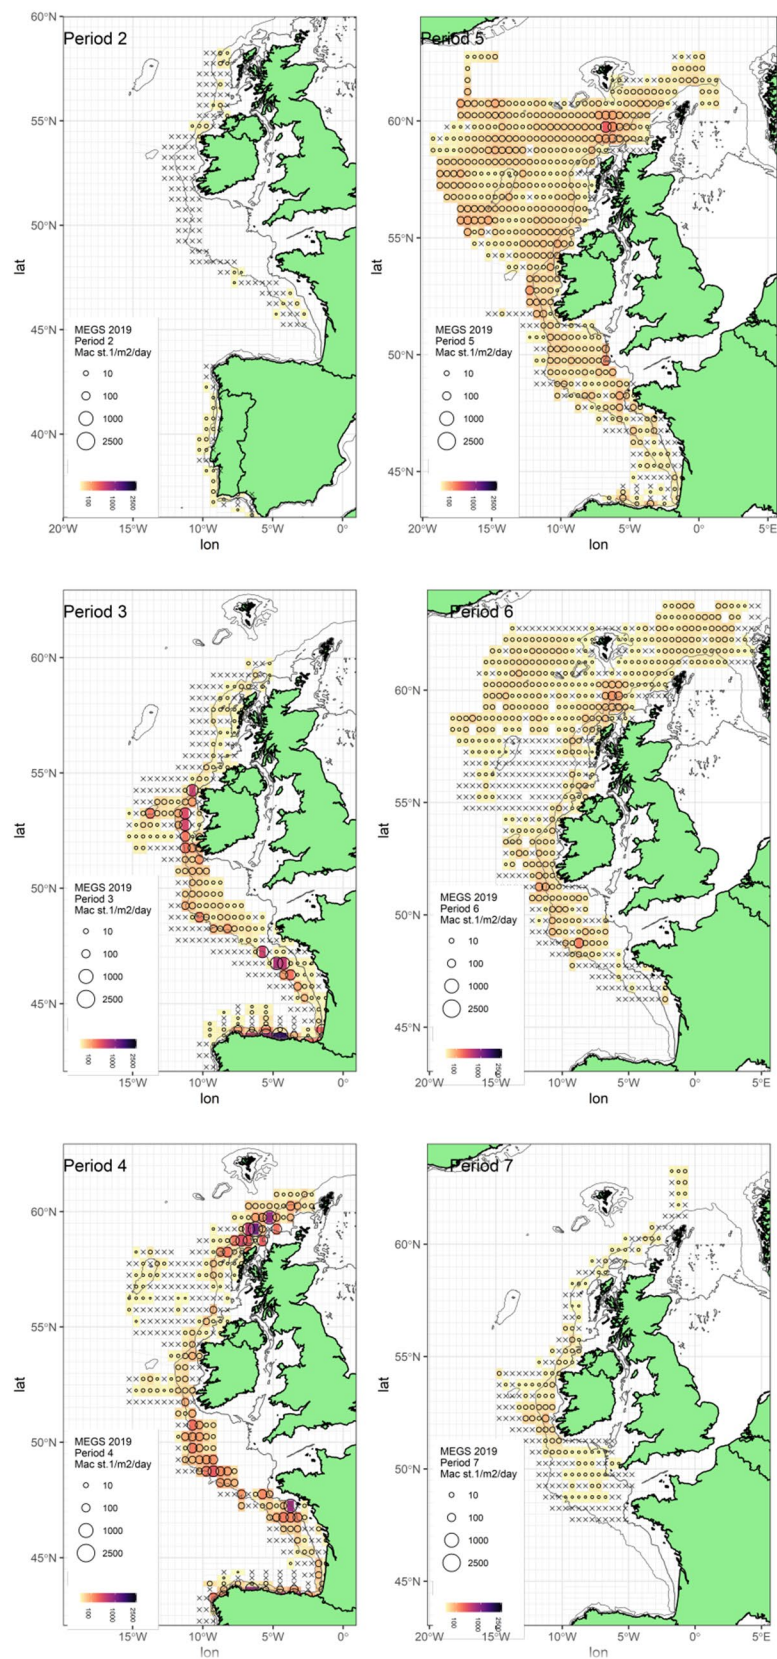 60°N
55°N
50°N
45°N
40°N
lat
Period 2
MEGS 2019
Period 2
Mac st.1/m2/day
10
100
1000
2500
100
1000
2500
20°W
15°W
10°W
5°W
0°
lon
60°N
55°N
50°N
45°N
lat
Period 5
MEGS 2019
Period 5
Mac st.1/m2/day
10
100
1000
2500
100
1000
2500
20°W
15°W
10°W
5°W
0°
5°E
lon
60°N
55°N
50°N
45°N
lat
Period 3
MEGS 2019
Period 3
Mac st.1/m2/day
10
100
1000
2500
100
1000
2500
15°W
10°W
5°W
0°
lon
60°N
55°N
50°N
45°N
lat
Period 6
MEGS 2019
Period 6
Mac st.1/m2/day
10
100
1000
2500
100
1000
2500
20°W
15°W
10°W
5°W
0°
5°E
lon
60°N
55°N
50°N
45°N
lat
Period 4
MEGS 2019
Period 4
Mac st.1/m2/day
10
100
1000
2500
100
1000
2500
15°W
10°W
5°W
0°
lon
60°N
55°N
50°N
45°N
lat
Period 7
MEGS 2019
Period 7
Mac st.1/m2/day
10
100
1000
2500
100
1000
2500
20°W
15°W
10°W
5°W
0°
5°E
lon